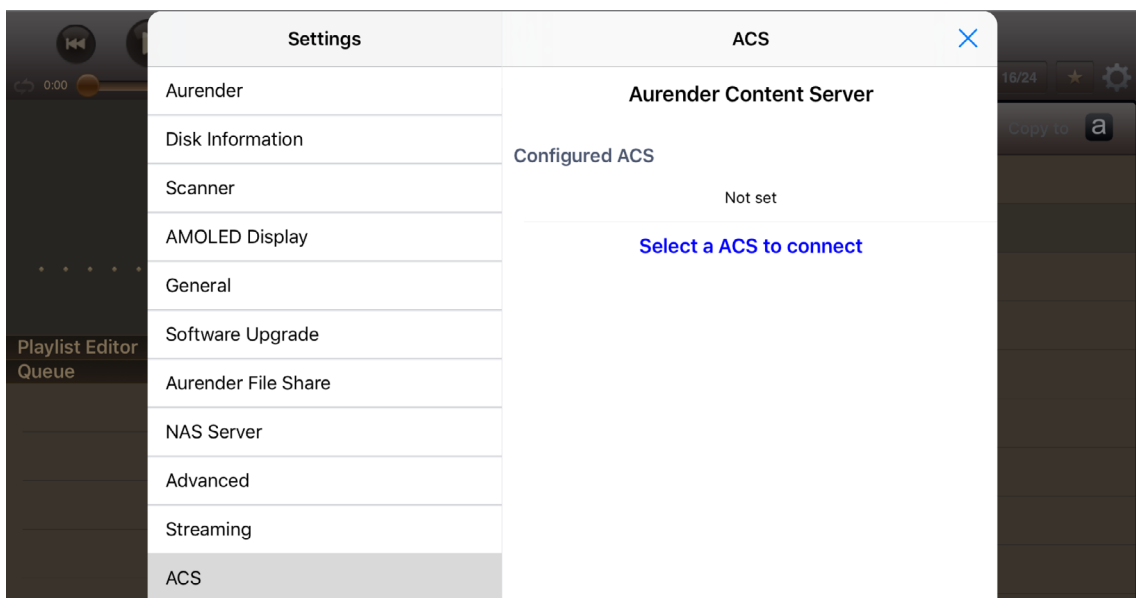 Settings
ACS
0:00
16/24
Aurender
Aurender Content Server
Copy to a
Disk Information
Configured ACS
Scanner
Not set
AMOLED Display
Select a ACS to connect
General
Software Upgrade
Playlist Editor
Queue
Aurender File Share
NAS Server
Advanced
Streaming
ACS